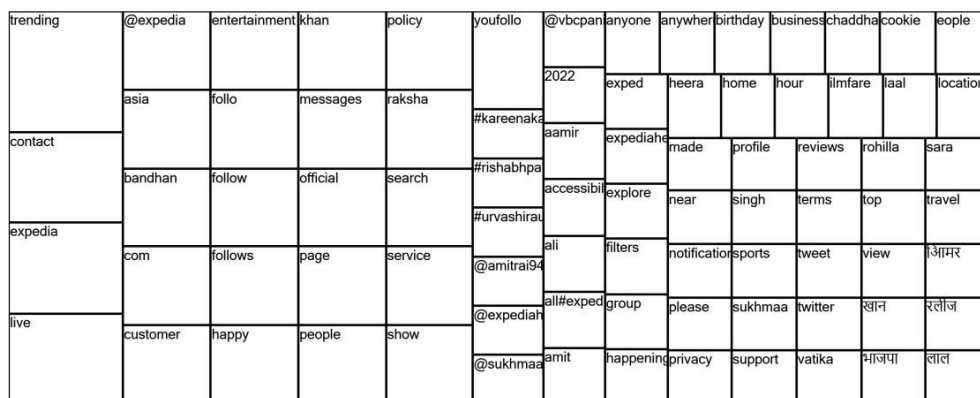 trending
contact
expedia
live
@expedia
asia
bandhan
com
customer
entertainment
follo
follow
follows
happy
khan
messages
official
page
people
policy
raksha
search
service
show
youfollo
#kareenaka
#rishabhpa
#urvashirau
@amitrai94
@expediah
@sukhmaa
@vbcpani
2022
aamir
accessibil
ali
all#exped
amit
anyone
exped
expediahe
explore
filters
group
happening
anywher
birthday
business
chaddha
cookie
eople
heera
home
hour
ilmfare
laal
location
made
near
notification
please
privacy
profile
singh
sports
sukhmaa
support
reviews
terms
tweet
twitter
vatika
rohilla
top
view
खान
भाजपा
sara
travel
रलीज
लाल